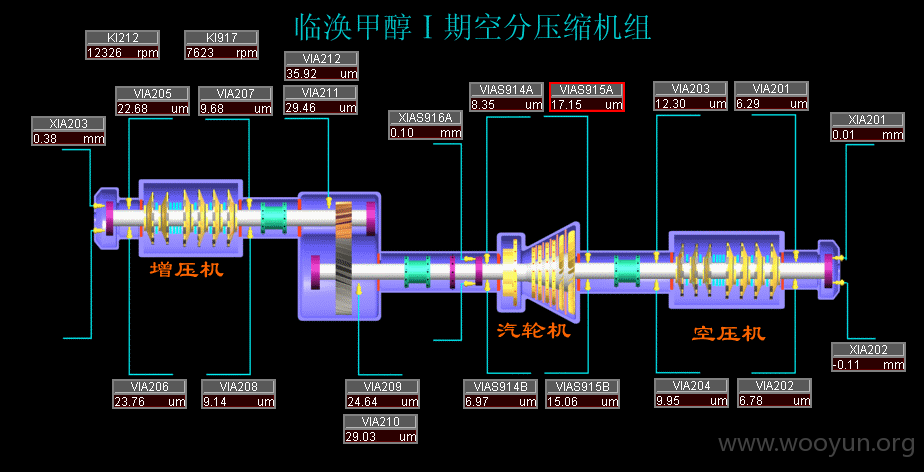 临涣甲醇 I 期空分压缩机组
KI212
12326 rpm
KI917
7623 rpm
VIA212
35.92 um
VIA205
22.68 um
VIA207
9.68 um
VIA211
29.46 um
VIAS914A
8.35 um
VIAS915A
17.15 um
VIA203
12.30 um
VIA201
6.29 um
XIA203
0.38 mm
XIAS916A
0.10 mm
XIA201
0.01 mm
增压机
汽轮机
空压机
XIA202
-0.11 mm
VIA206
23.76 um
VIA208
9.14 um
VIA209
24.64 um
VIA210
29.03 um
VIAS914B
6.97 um
VIAS915B
15.06 um
VIA204
9.95 um
VIA202
6.78 um
www.wooyun.org